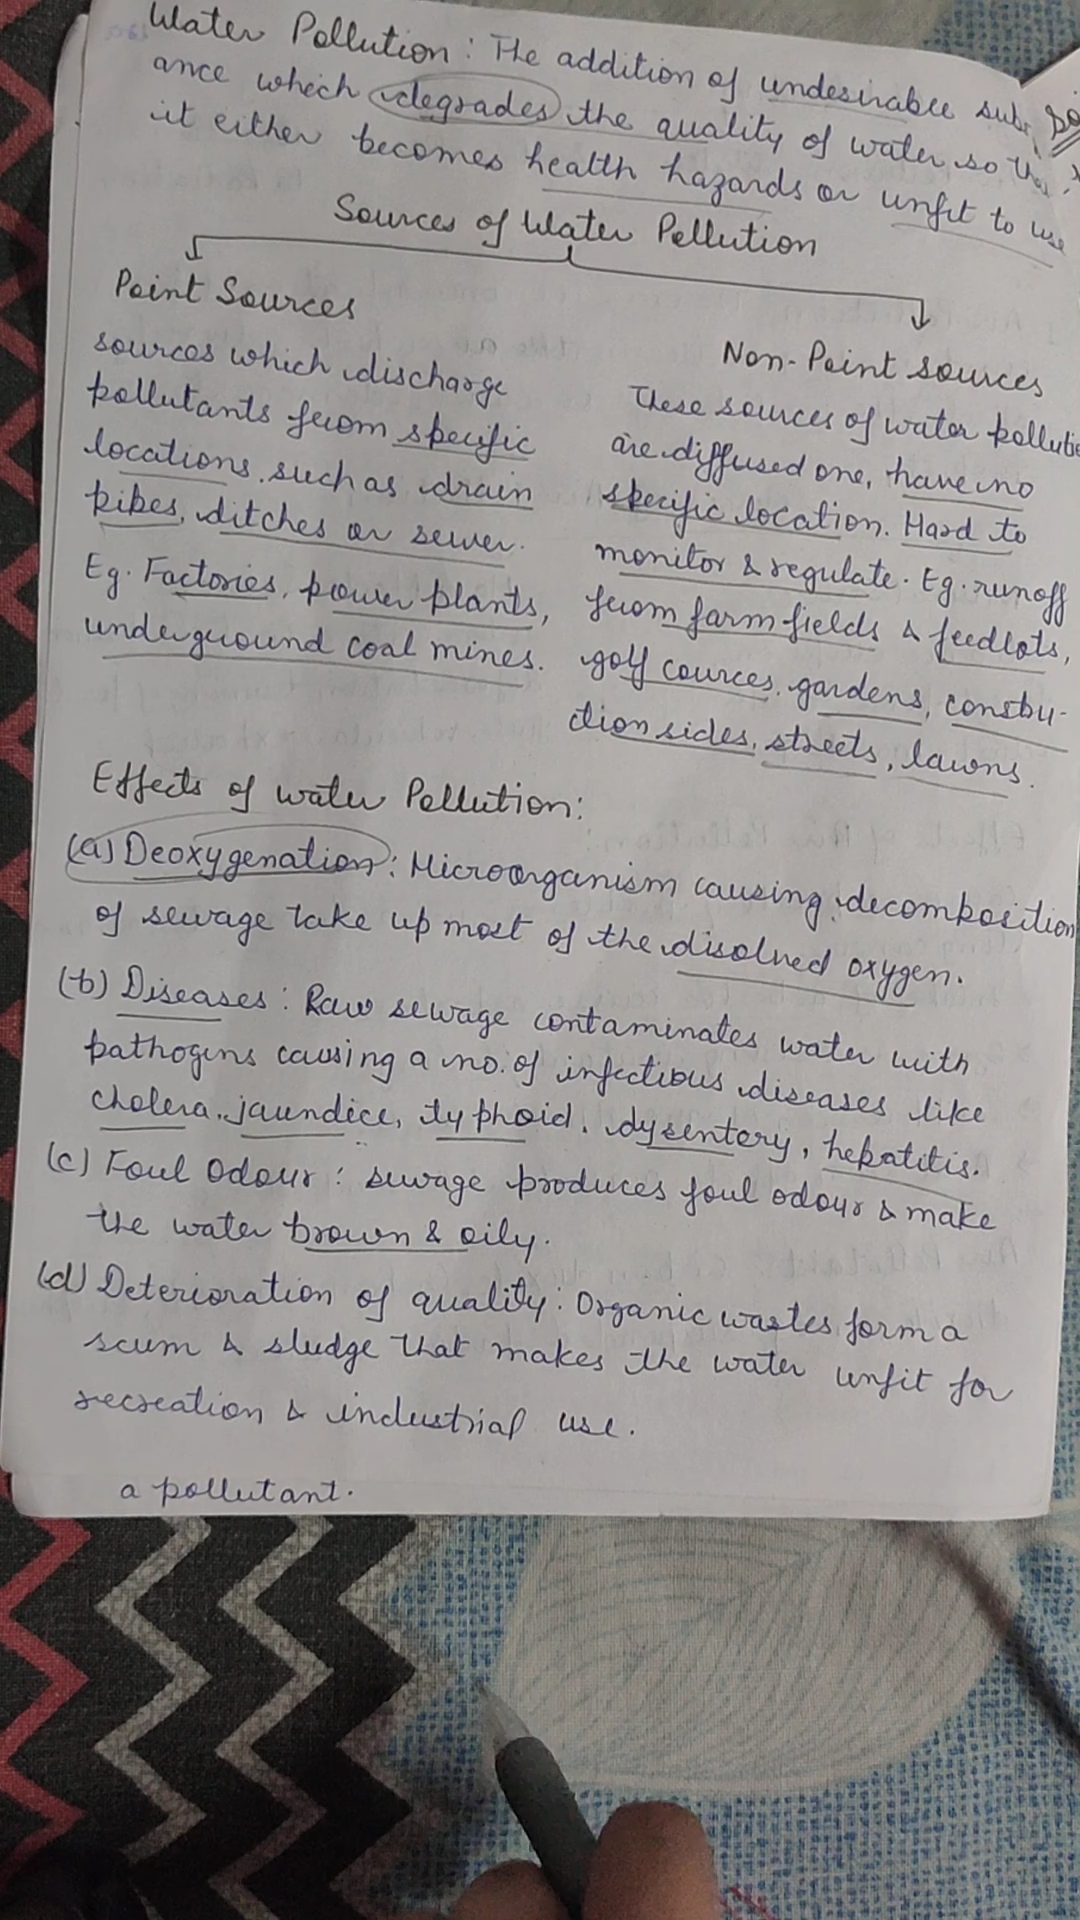 Water Pollution: The addition of undesirable subs
ance which degrades the quality of water so that
it either becomes health hazards or unfit to use
Sources of Water Pollution
Point Sources
sources which discharge
pollutants from specific
locations, such as drain
pipes, ditches or sewer.
Eg. Factories, power plants,
underground coal mines.
Non-Point sources
These sources of water pollutio
are diffused one, have no
specific location. Hard to
monitor & regulate. Eg. runoff
from farm fields & feedlots,
golf cources, gardens, constru-
ction sides, streets, lawns.
Effects of water Pollution:
(a) Deoxygenation: Microorganism causing decomposition
of sewage take up most of the disolved oxygen.
(b) Diseases: Raw sewage contaminates water with
pathogens causing a no. of infectious diseases like
cholera, jaundice, typhoid, dysentery, hepatitis.
(c) Foul Odour: sewage produces foul odour & make
the water brown & oily.
(d) Deterioration of quality: Organic wastes form a
scum & sludge that makes the water unfit for
recreation & industrial use.
a pollutant.